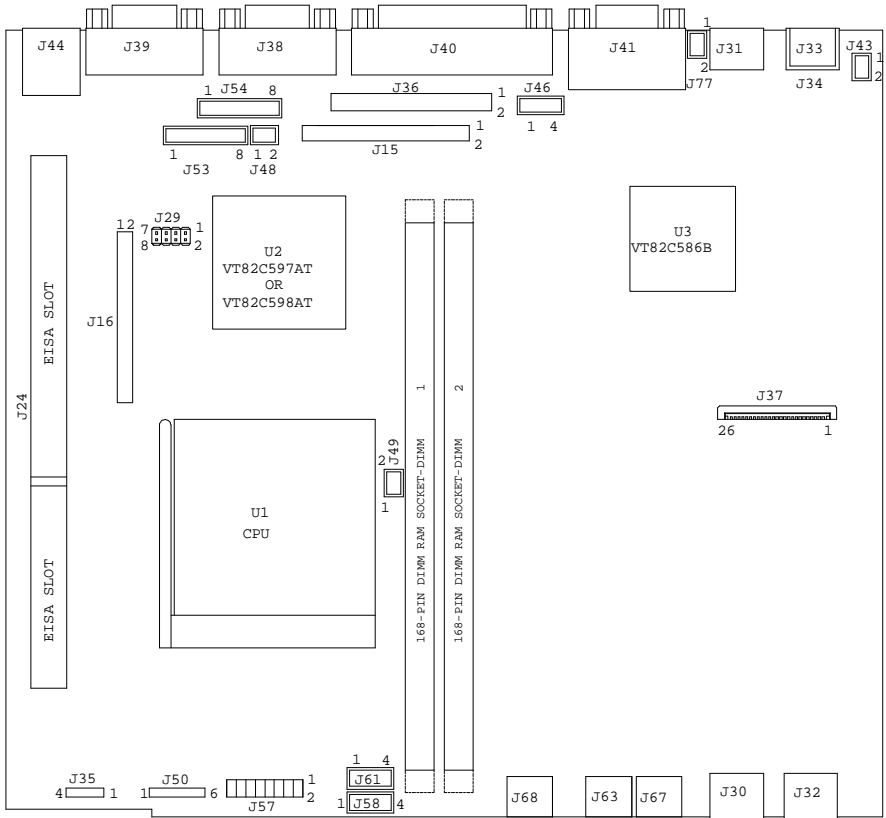 J44
J39
J38
J40
J41
1
2
J77
J31
J33
J34
J43
1
2
1 J54 8
J36
1
2
J46
1 4
1 8
J53
1 2
J48
J15
1
2
12
J29
7
8
1
2
U2
VT82C597AT
OR
VT82C598AT
U3
VT82C586B
EISA SLOT
J24
J16
J37
26 1
2
J49
1
U1
CPU
168-PIN DIMM RAM SOCKET-DIMM 1
168-PIN DIMM RAM SOCKET-DIMM 2
EISA SLOT
J35
4 1
J50
1 6
1
2
J57
1 4
J61
1 J58 4
J68
J63
J67
J30
J32